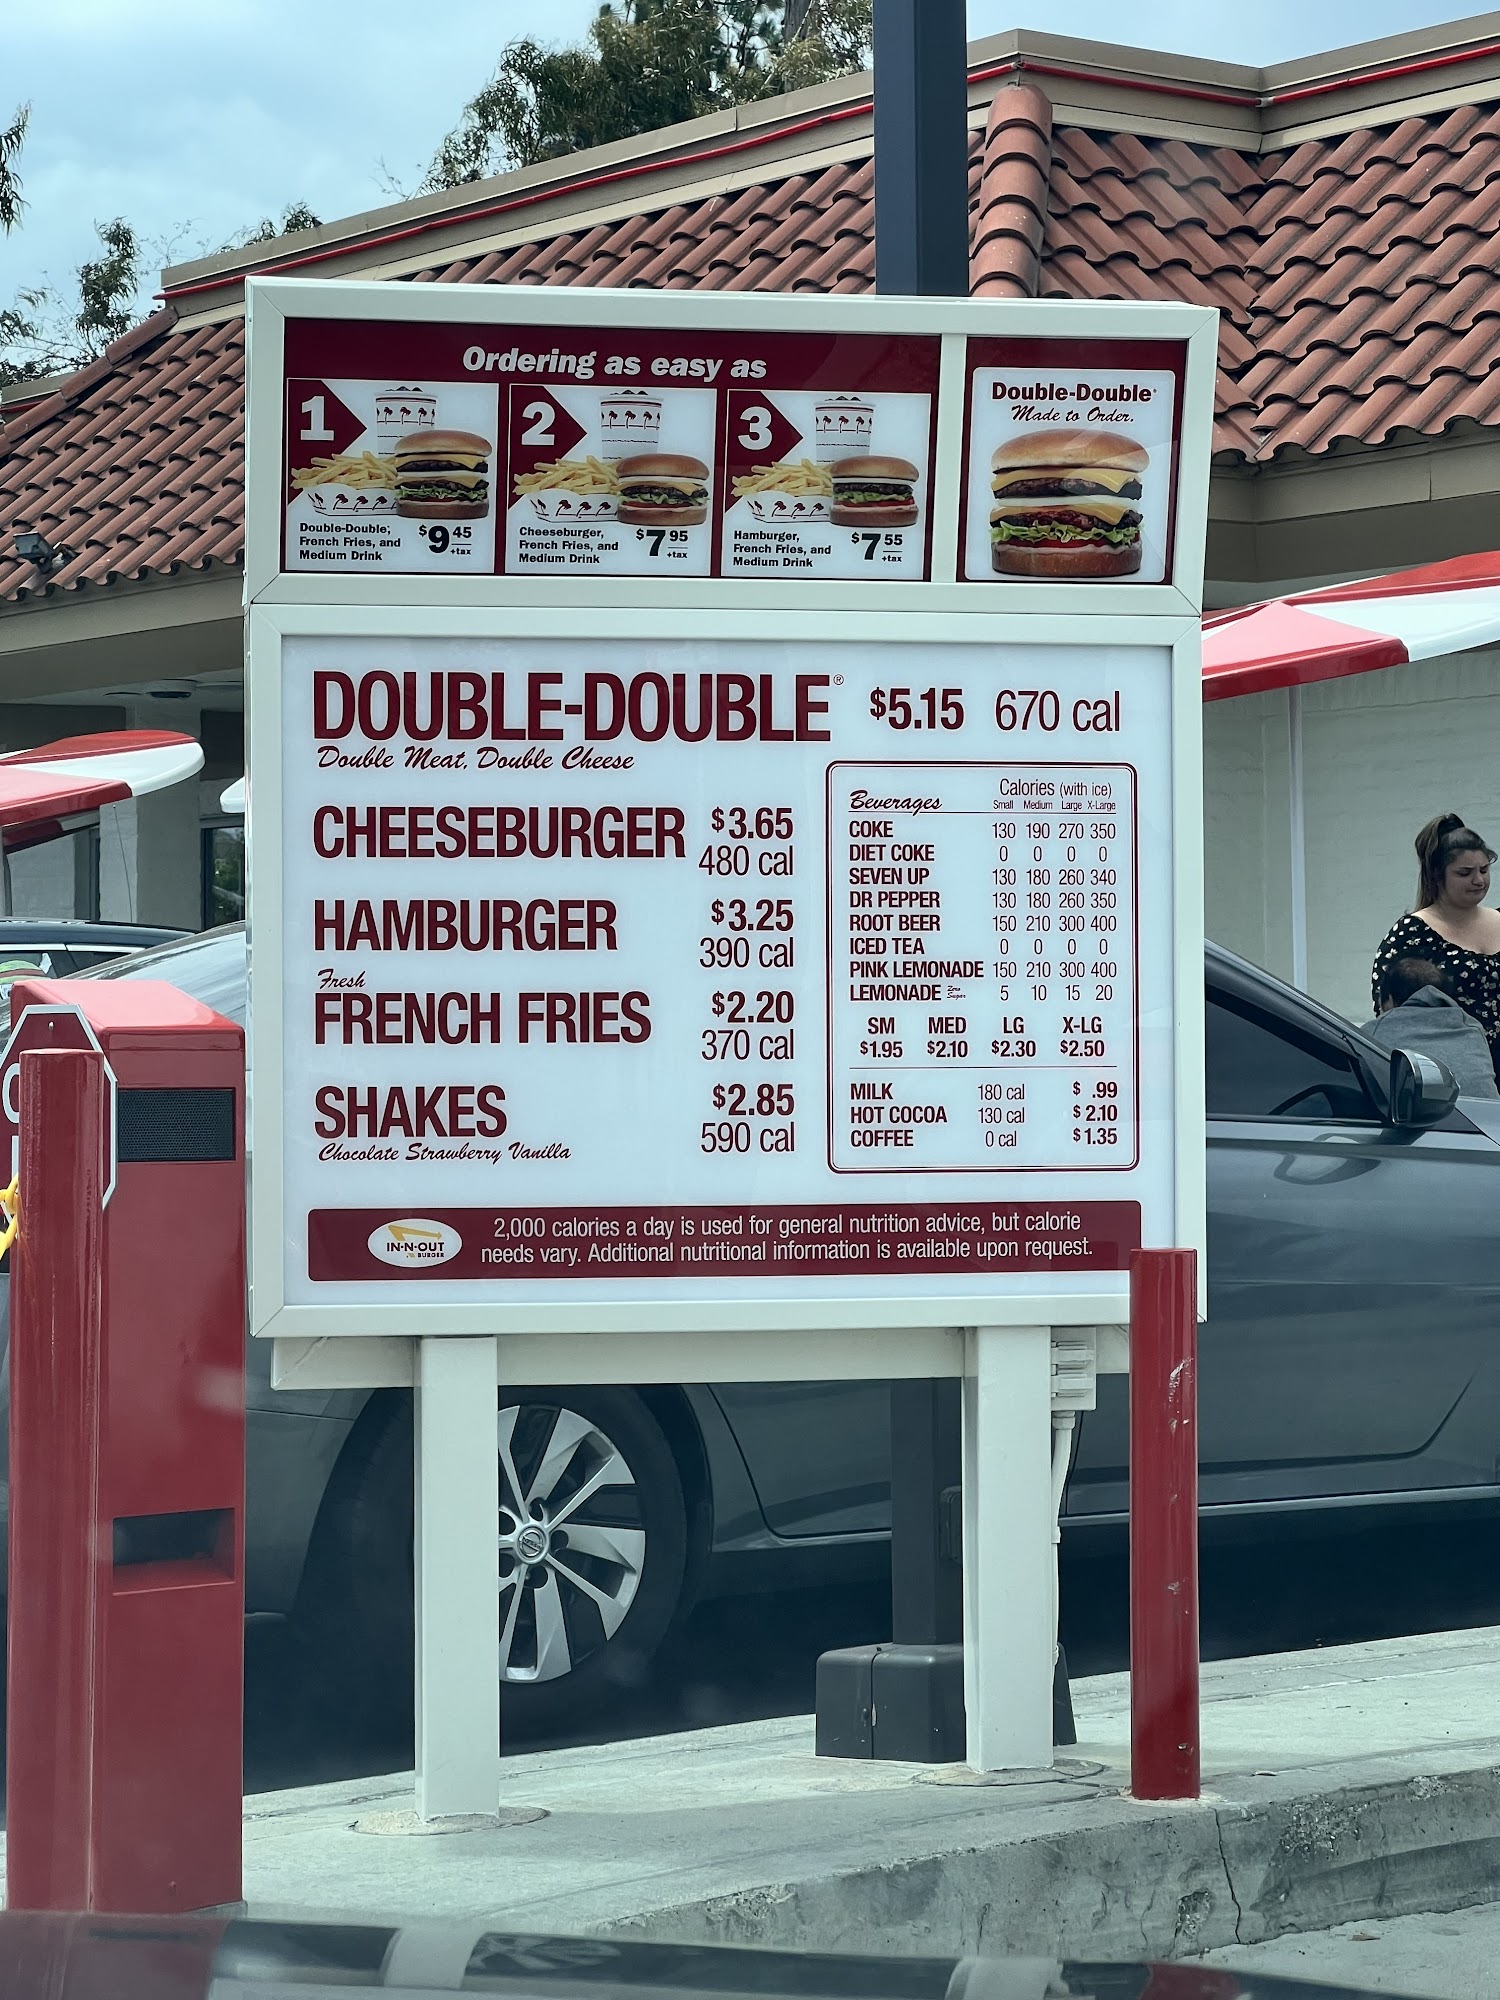 Ordering as easy as
1
Double-Double,
French Fries, and
Medium Drink
$9 45
+tax
2
Cheeseburger,
French Fries, and
Medium Drink
$7 95
+tax
3
Hamburger,
French Fries, and
Medium Drink
$7 55
+tax
Double-Double®
Made to Order.
DOUBLE-DOUBLE® $5.15 670 cal
Double Meat, Double Cheese
CHEESEBURGER $3.65
480 cal
HAMBURGER $3.25
390 cal
Fresh
FRENCH FRIES $2.20
370 cal
SHAKES $2.85
590 cal
Chocolate Strawberry Vanilla
Calories (with ice)
Beverages Small Medium Large X-Large
COKE 130 190 270 350
DIET COKE 0 0 0 0
SEVEN UP 130 180 260 340
DR PEPPER 130 180 260 350
ROOT BEER 150 210 300 400
ICED TEA 0 0 0 0
PINK LEMONADE 150 210 300 400
LEMONADE Zero Sugar 5 10 15 20
SM MED LG X-LG
$1.95 $2.10 $2.30 $2.50
MILK 180 cal $ .99
HOT COCOA 130 cal $ 2.10
COFFEE 0 cal $ 1.35
IN-N-OUT
BURGER
2,000 calories a day is used for general nutrition advice, but calorie
needs vary. Additional nutritional information is available upon request.